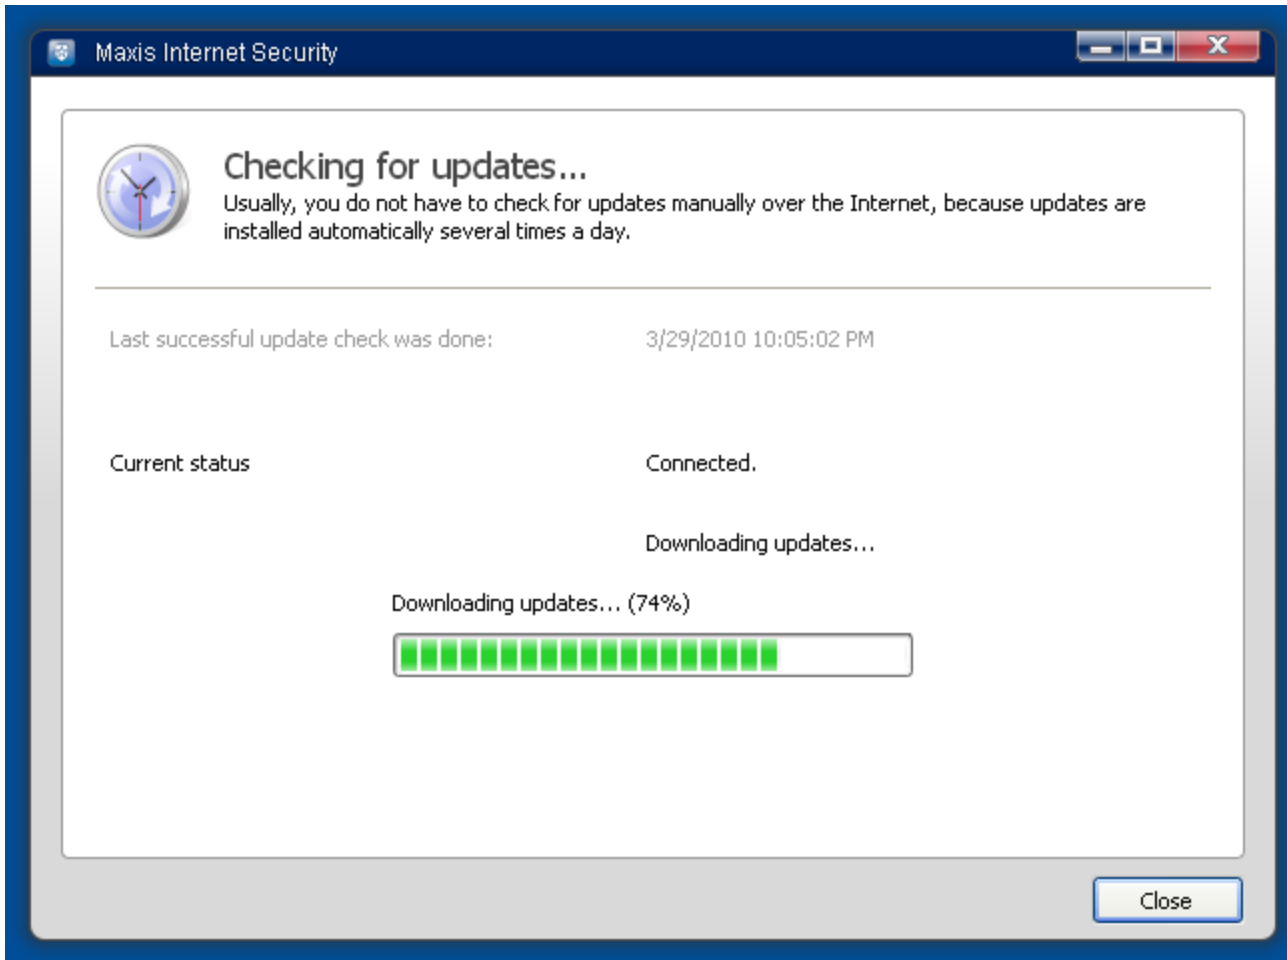 Maxis Internet Security
Checking for updates...
Usually, you do not have to check for updates manually over the Internet, because updates are
installed automatically several times a day.
Last successful update check was done: 3/29/2010 10:05:02 PM
Current status Connected.
Downloading updates...
Downloading updates... (74%)
Close